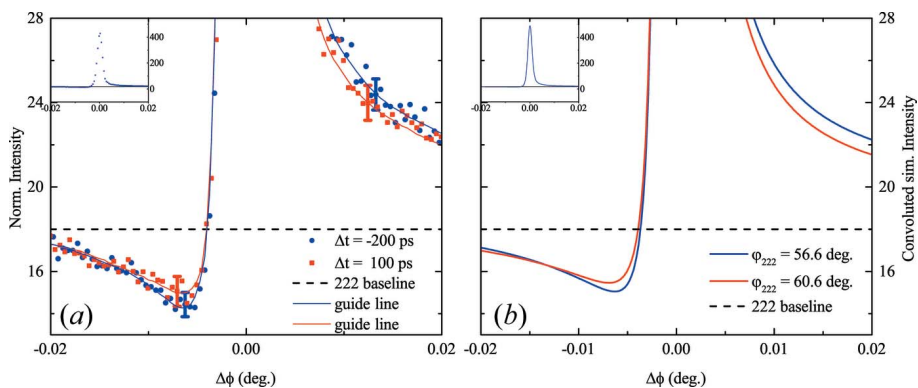 28
24
20
16
Norm. Intensity
400
200
0
-0.02
0.00
0.02
Δt = -200 ps
Δt = 100 ps
222 baseline
guide line
guide line
(a)
-0.02
0.00
0.02
Δϕ (deg.)
400
200
0
-0.02
0.00
0.02
φ222 = 56.6 deg.
φ222 = 60.6 deg.
222 baseline
(b)
-0.02
-0.01
0.00
0.01
0.02
Δϕ (deg.)
28
24
20
16
Convoluted sim. Intensity